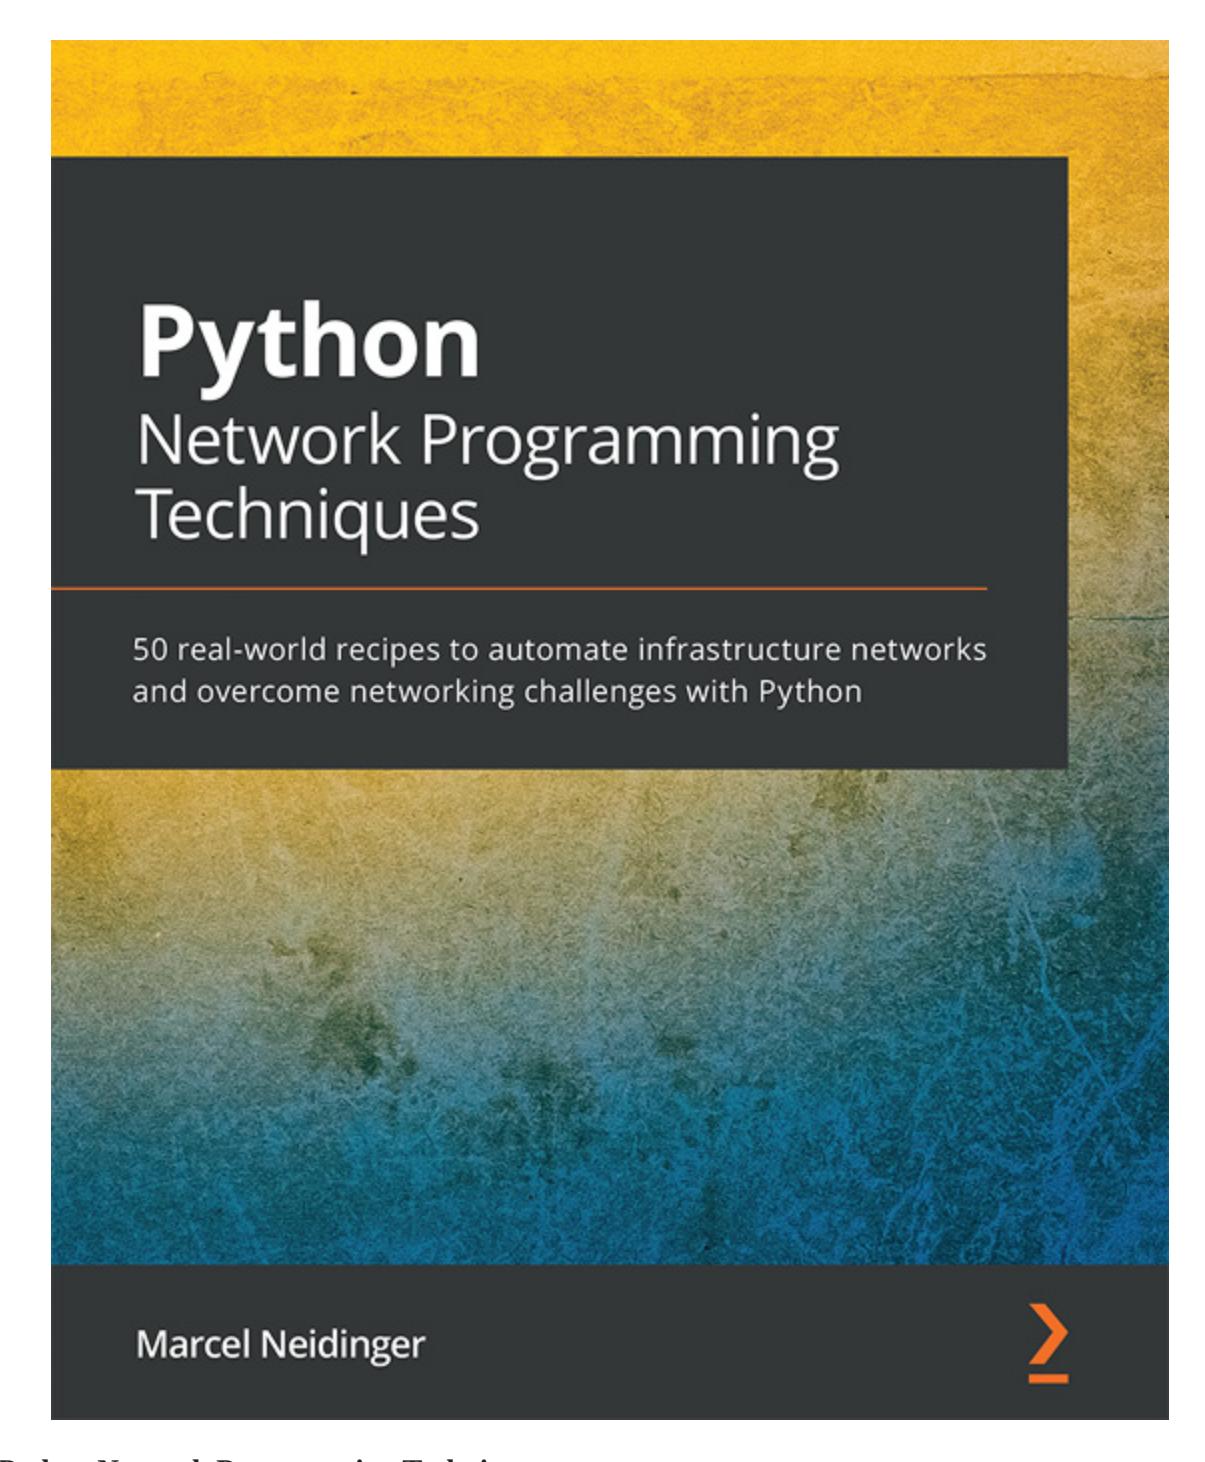 Python
Network Programming
Techniques
50 real-world recipes to automate infrastructure networks
and overcome networking challenges with Python
Marcel Neidinger